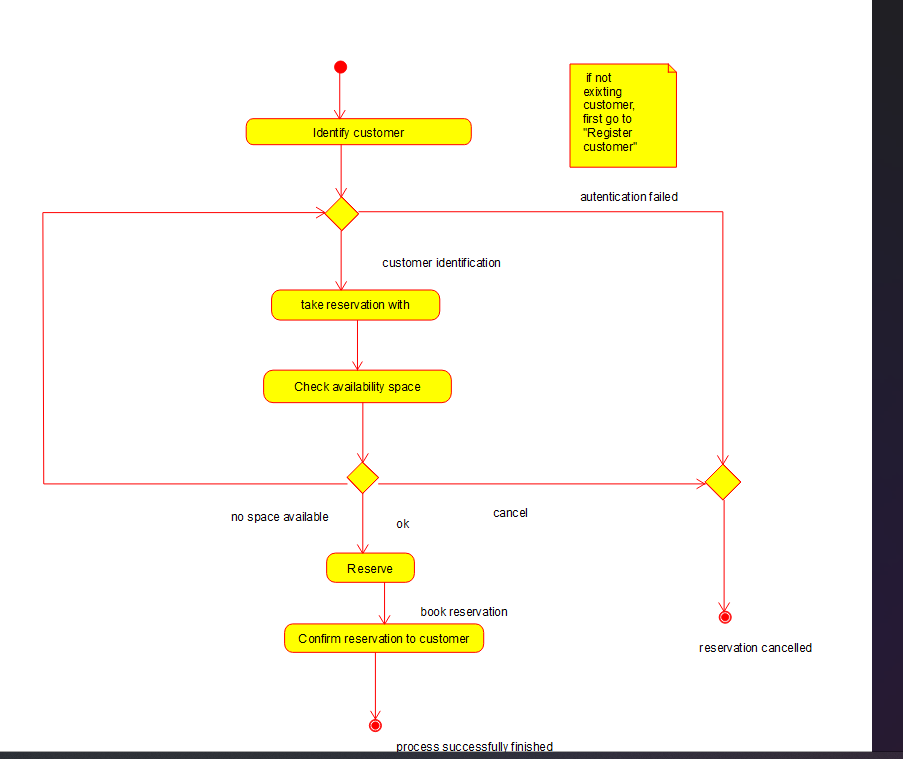 if not
exixting
customer,
first go to
"Register
customer"
Identify customer
autentication failed
customer identification
take reservation with
Check availability space
no space available
ok
cancel
Reserve
book reservation
Confirm reservation to customer
reservation cancelled
process successfully finished